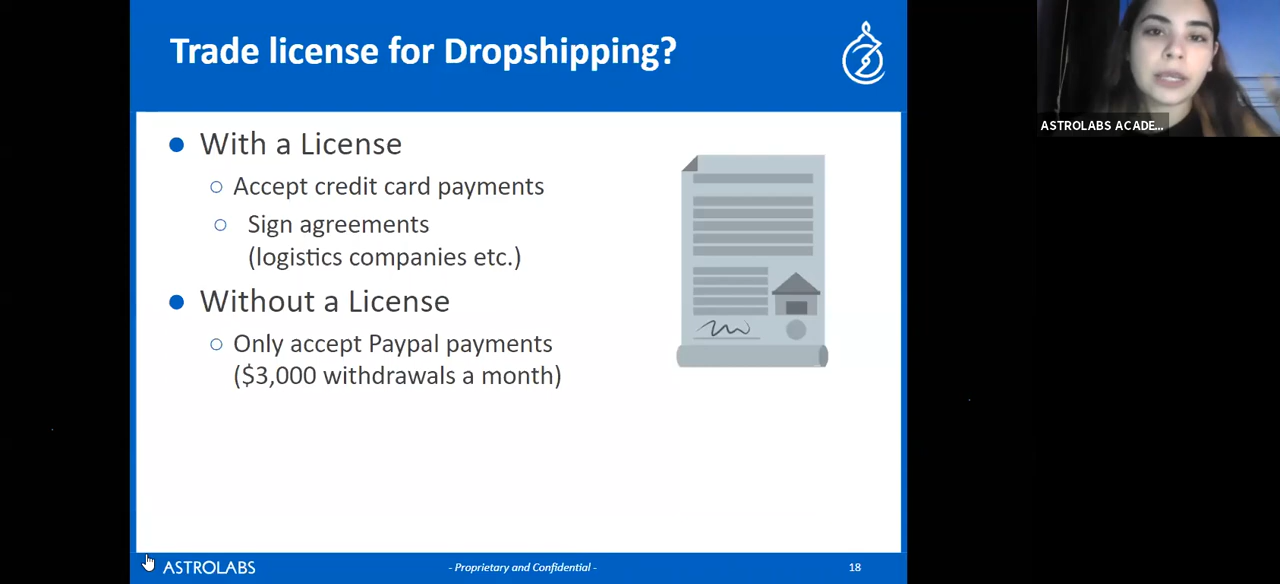 Trade license for Dropshipping?
With a License
Accept credit card payments
Sign agreements
(logistics companies etc.)
Without a License
Only accept Paypal payments
($3,000 withdrawals a month)
ASTROLABS ACADE...
ASTROLABS
- Proprietary and Confidential -
18